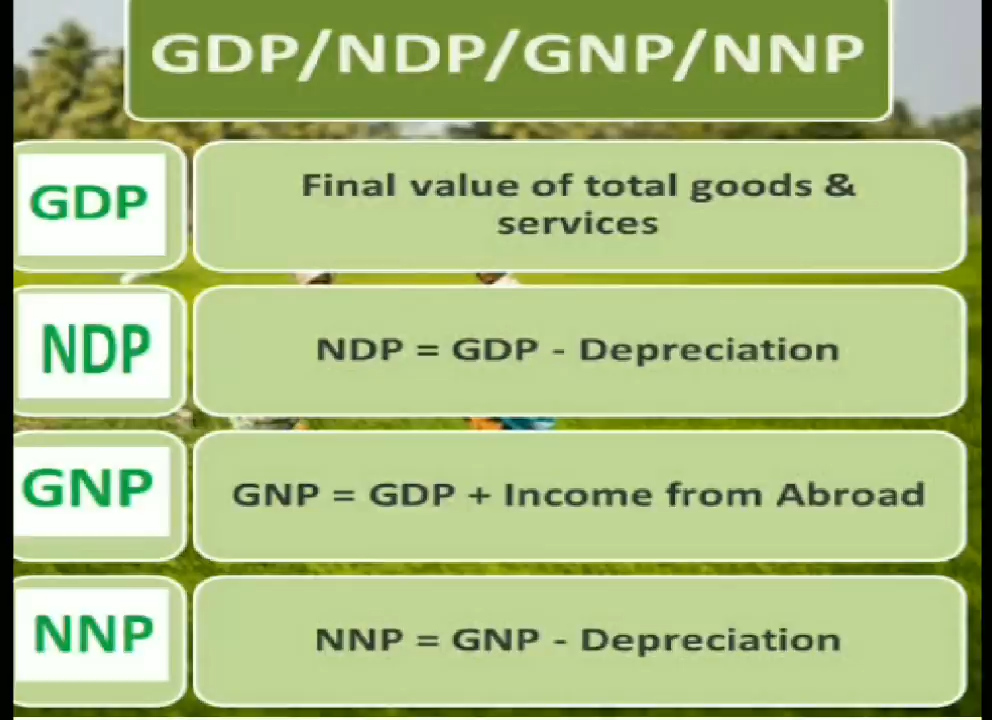 GDP/NDP/GNP/NNP
GDP
Final value of total goods &
services
NDP
NDP = GDP - Depreciation
GNP
GNP = GDP + Income from Abroad
NNP
NNP = GNP - Depreciation